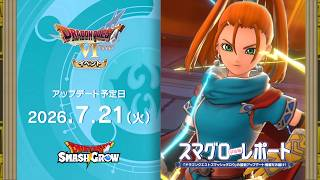 DRAGON QUEST
VI
イベント
アップデート予定日
2026.7.21(火)
DRAGON QUEST
SMASH/GROW
スマグローレポート